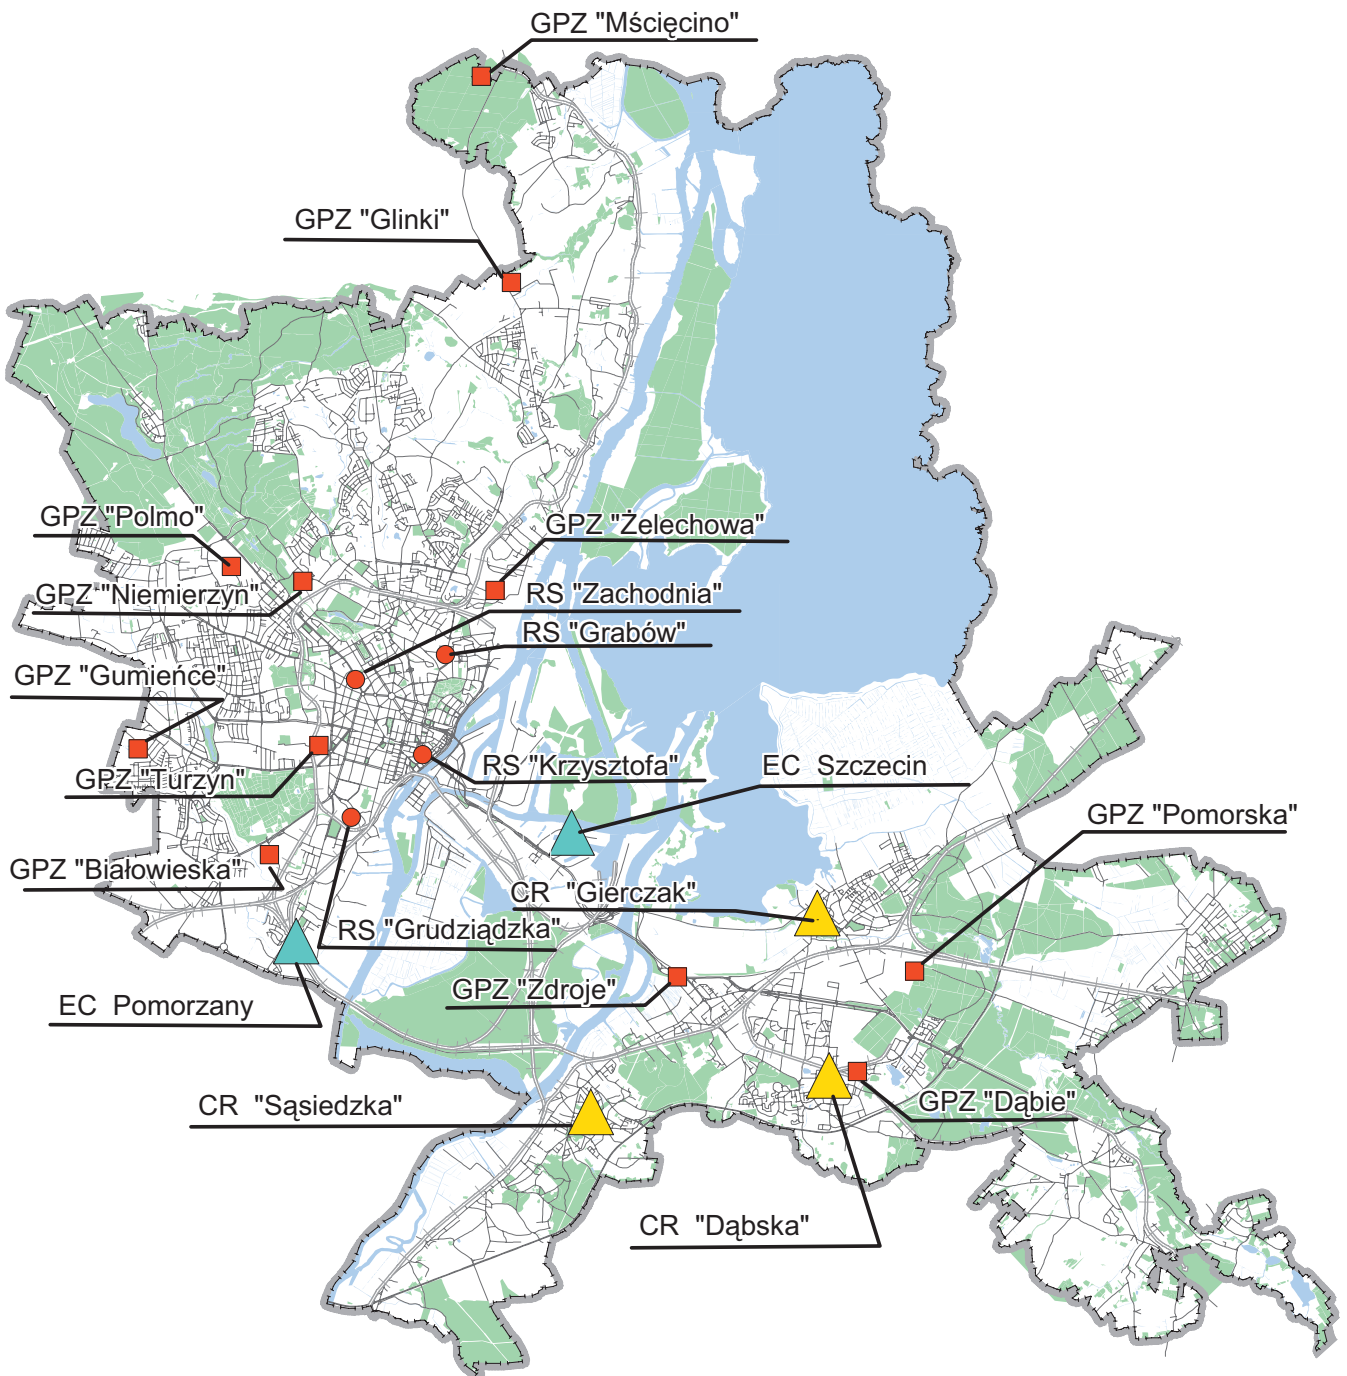 GPZ "Mścięcino"
GPZ "Glinki"
GPZ "Polmo"
GPZ "Żelechowa"
GPZ "Niemierzyn"
RS "Zachodnia"
RS "Grabów"
GPZ "Gumieńce"
GPZ "Turzyn"
RS "Krzysztofa"
EC Szczecin
GPZ "Pomorska"
GPZ "Białowieska"
CR "Gierczak"
RS "Grudziądzka"
GPZ "Zdroje"
EC Pomorzany
CR "Sąsiedzka"
GPZ "Dąbie"
CR "Dąbska"